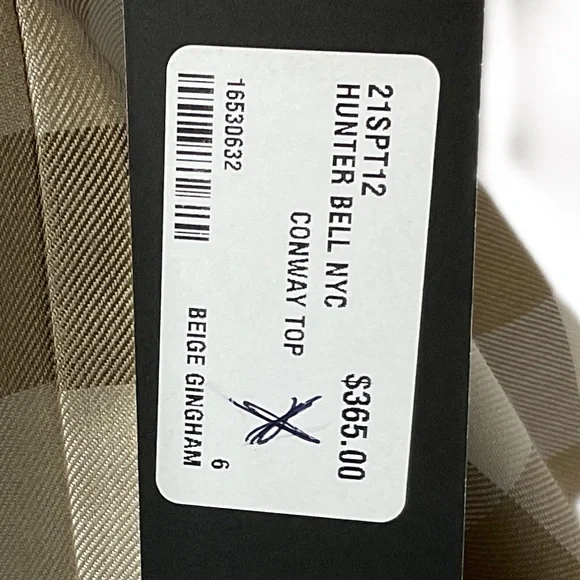 21SPT12
HUNTER BELL NYC
$365.00
CONWAY TOP
16530632
6
BEIGE GINGHAM